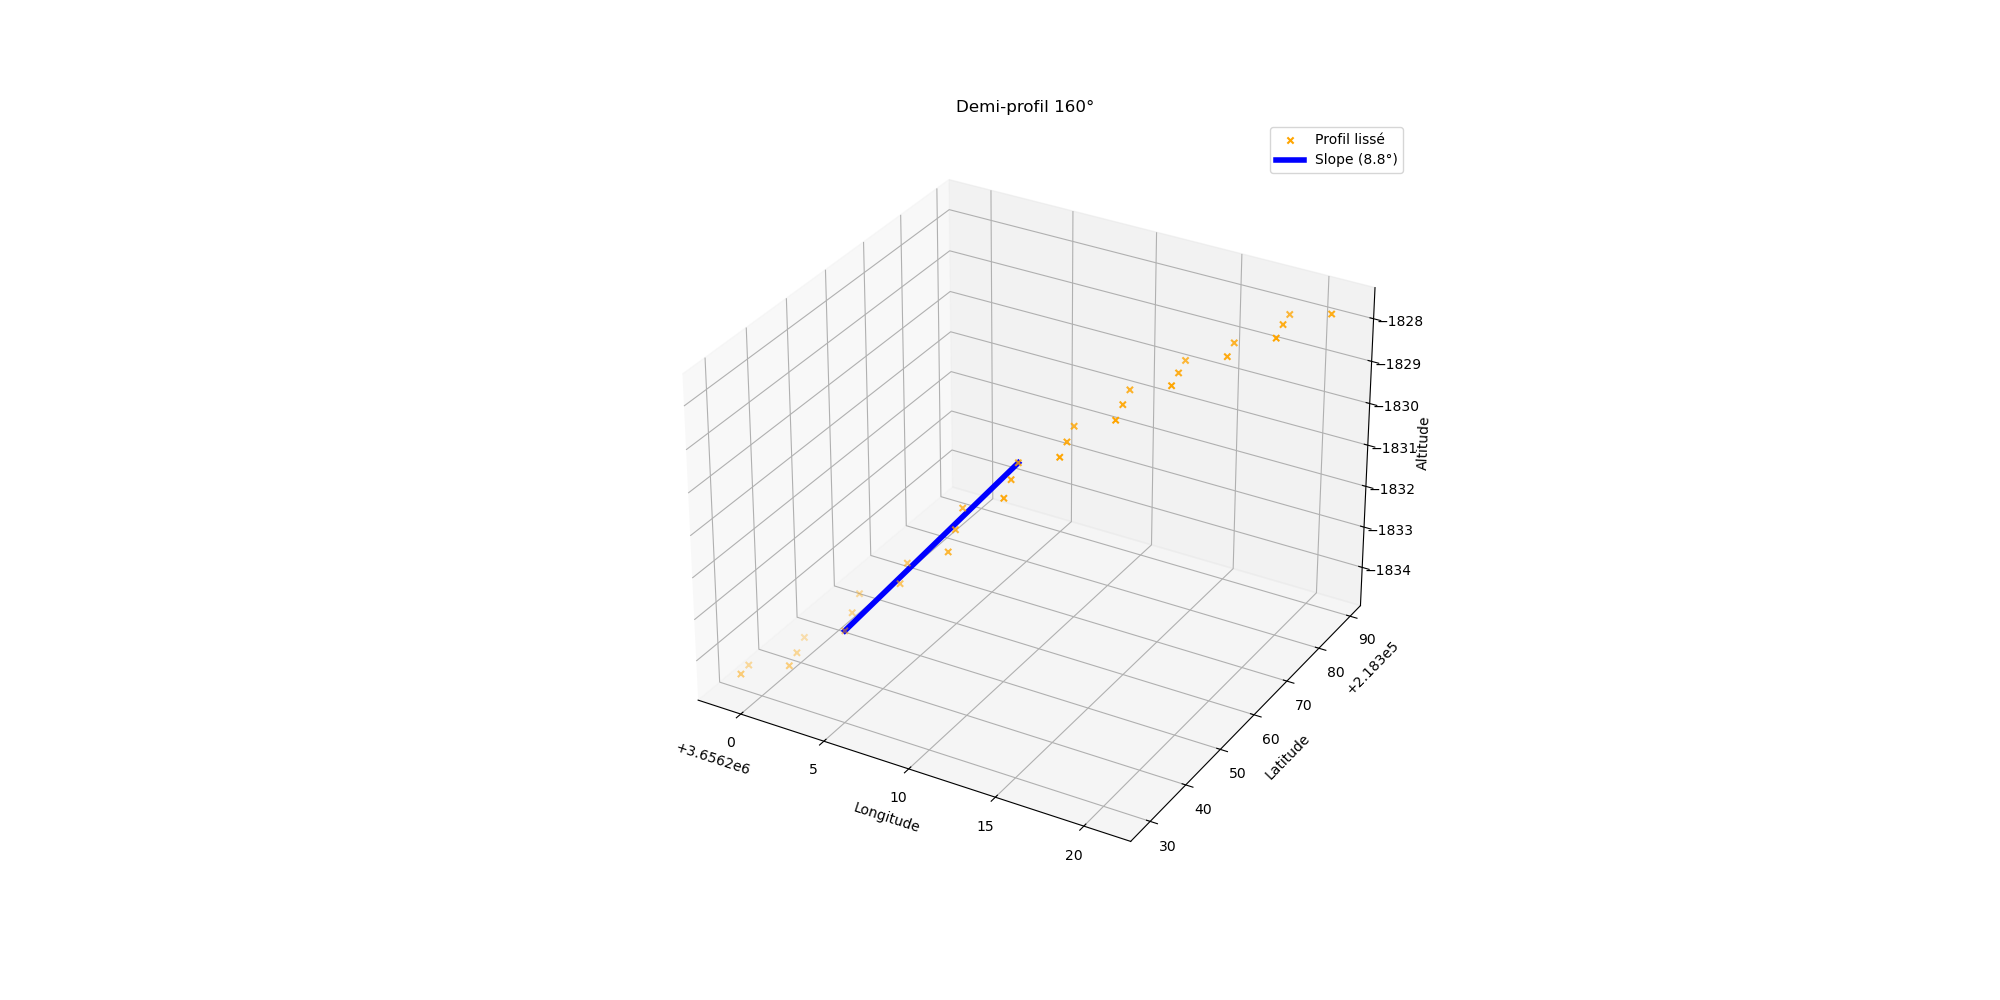 Demi-profil 160°
Profil lissé
Slope (8.8°)
−1828
−1829
−1830
−1831
−1832
−1833
−1834
Altitude
90
80
70
60
50
40
30
+2.183e5
Latitude
0
5
10
15
20
+3.6562e6
Longitude